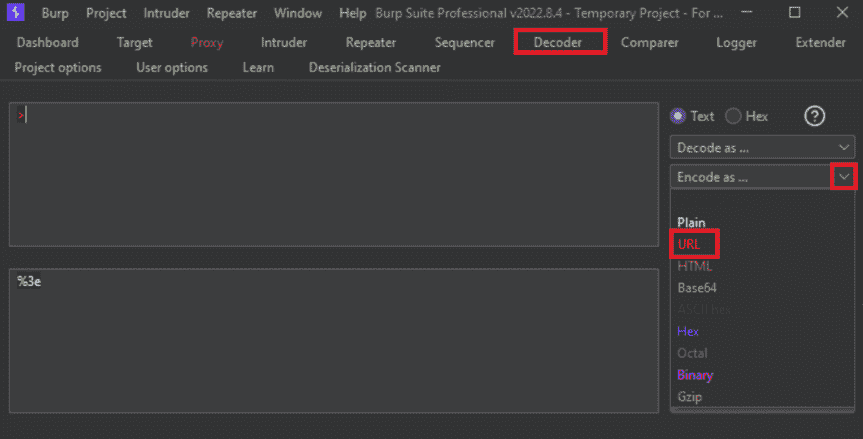 Burp Project Intruder Repeater Window Help Burp Suite Professional v2022.8.4 - Temporary Project - For ...
Dashboard Target Proxy Intruder Repeater Sequencer Decoder Comparer Logger Extender
Project options User options Learn Deserialization Scanner
>
Text Hex ?
Decode as ...
Encode as ...
Plain
URL
HTML
%3e
Base64
ASCII hex
Hex
Octal
Binary
Gzip